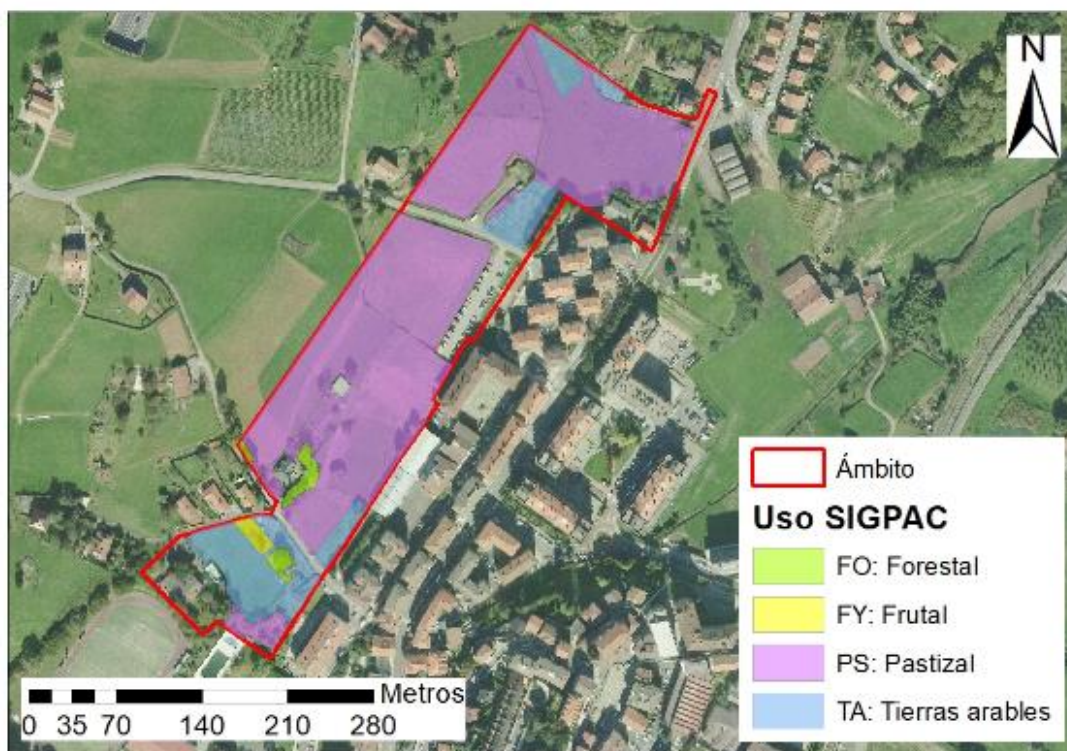 N
Ámbito
Uso SIGPAC
FO: Forestal
FY: Frutal
PS: Pastizal
TA: Tierras arables
Metros
0 35 70 140 210 280